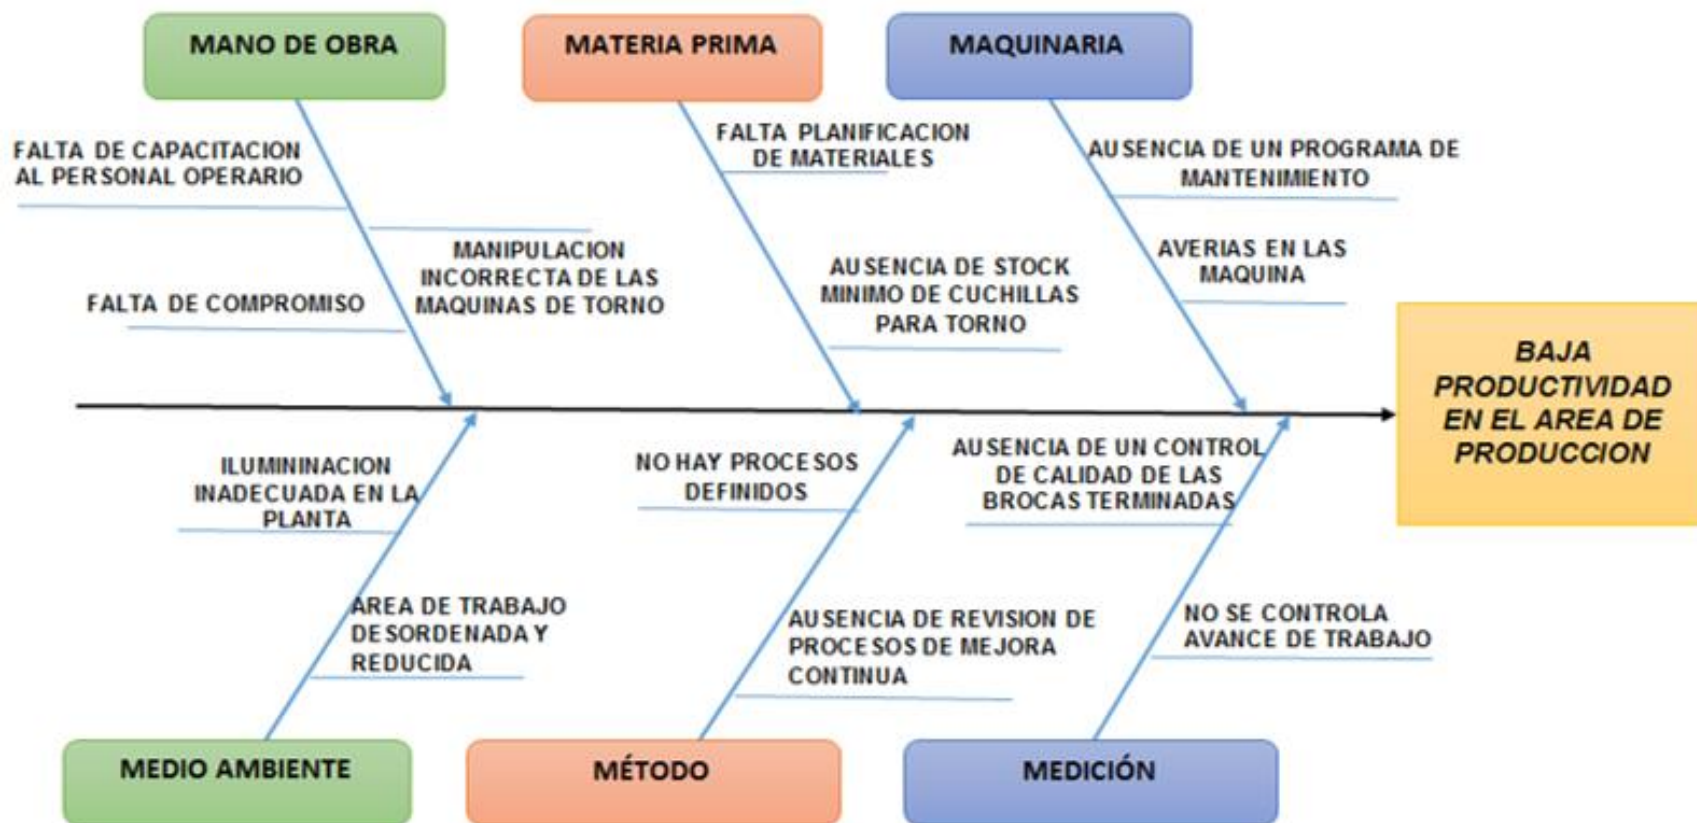 MANO DE OBRA
MATERIA PRIMA
MAQUINARIA
FALTA DE CAPACITACION
AL PERSONAL OPERARIO
MANIPULACION
INCORRECTA DE LAS
MAQUINAS DE TORNO
FALTA DE COMPROMISO
FALTA PLANIFICACION
DE MATERIALES
AUSENCIA DE STOCK
MINIMO DE CUCHILLAS
PARA TORNO
AUSENCIA DE UN PROGRAMA DE
MANTENIMIENTO
AVERIAS EN LAS
MAQUINA
BAJA
PRODUCTIVIDAD
EN EL AREA DE
PRODUCCION
ILUMININACION
INADECUADA EN LA
PLANTA
AREA DE TRABAJO
DESORDENADA Y
REDUCIDA
NO HAY PROCESOS
DEFINIDOS
AUSENCIA DE REVISION DE
PROCESOS DE MEJORA
CONTINUA
AUSENCIA DE UN CONTROL
DE CALIDAD DE LAS
BROCAS TERMINADAS
NO SE CONTROLA
AVANCE DE TRABAJO
MEDIO AMBIENTE
MÉTODO
MEDICIÓN